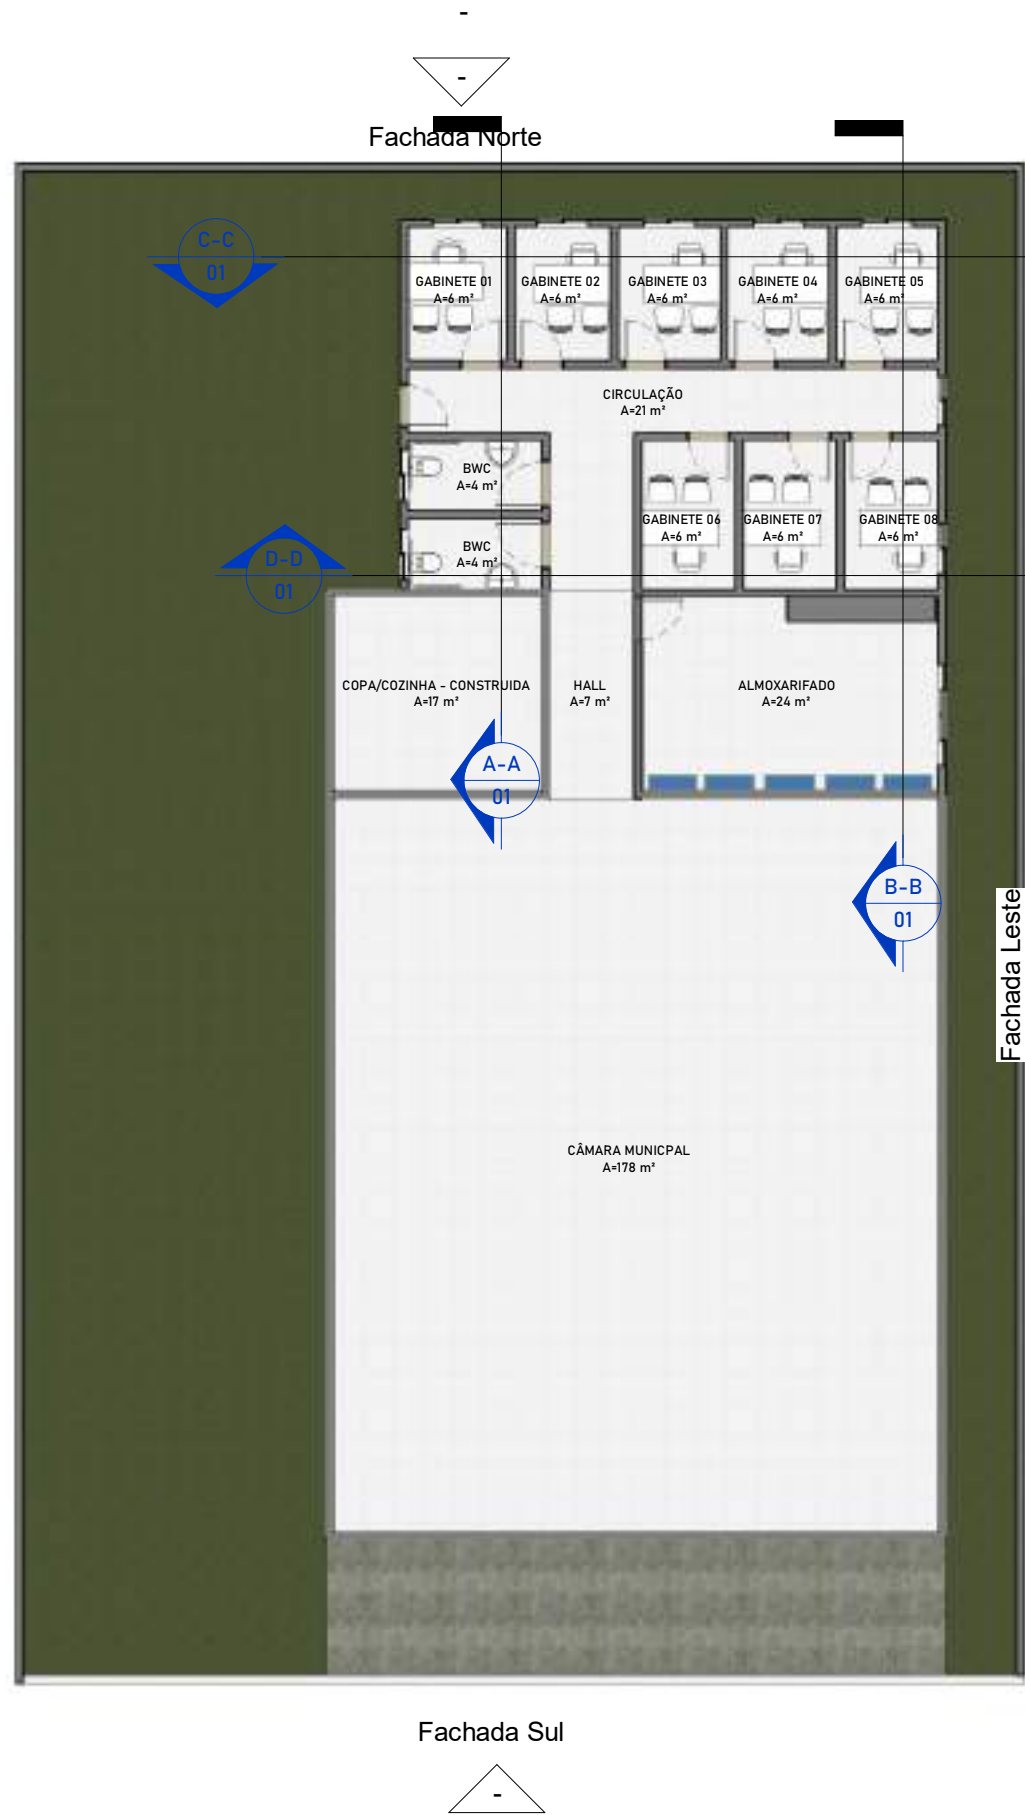 -
-
Fachada Norte
C-C
01
GABINETE 01
A=6 m²
GABINETE 02
A=6 m²
GABINETE 03
A=6 m²
GABINETE 04
A=6 m²
GABINETE 05
A=6 m²
CIRCULAÇÃO
A=21 m²
BWC
A=4 m²
BWC
A=4 m²
GABINETE 06
A=6 m²
GABINETE 07
A=6 m²
GABINETE 08
A=6 m²
D-D
01
COPA/COZINHA - CONSTRUIDA
A=17 m²
HALL
A=7 m²
ALMOXARIFADO
A=24 m²
A-A
01
B-B
01
Fachada Leste
CÂMARA MUNICPAL
A=178 m²
Fachada Sul
-